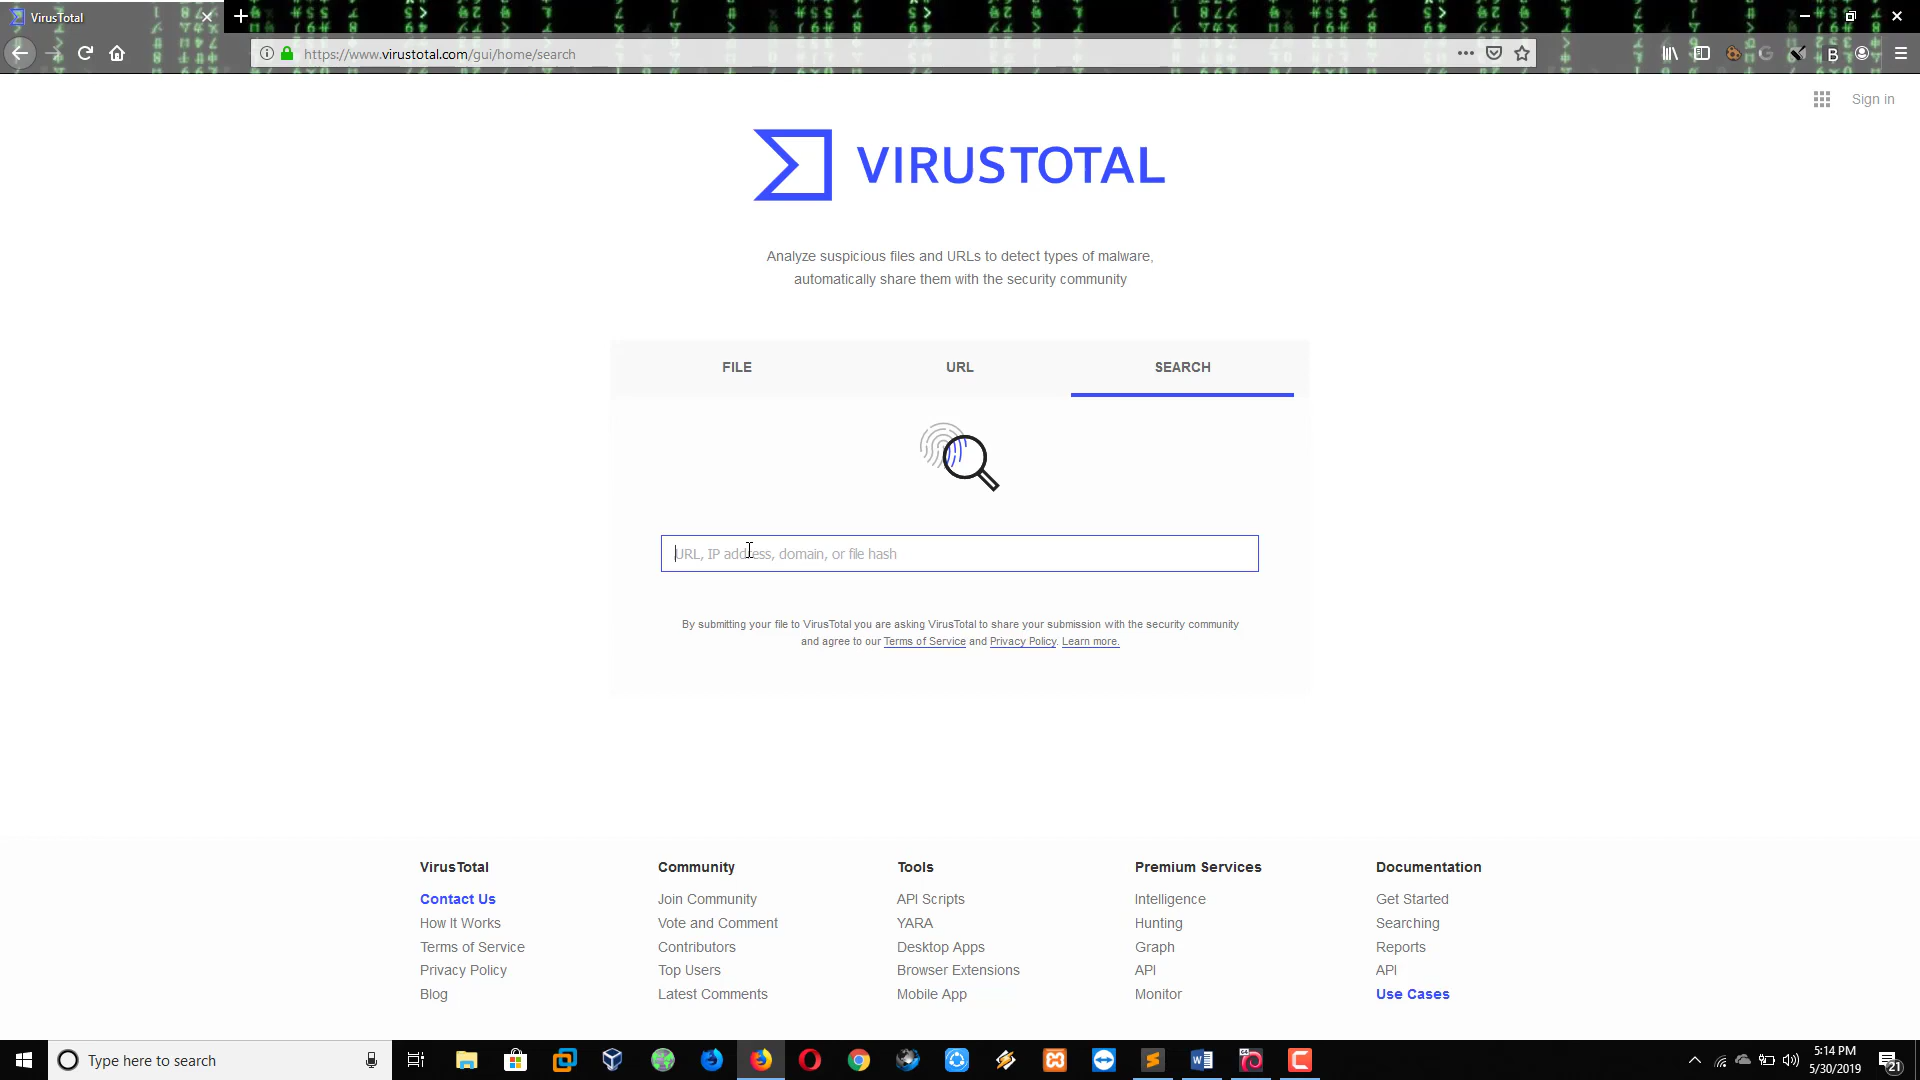 VirusTotal
https://www.virustotal.com/gui/home/search
Sign in
VIRUSTOTAL
Analyze suspicious files and URLs to detect types of malware,
automatically share them with the security community
FILE
URL
SEARCH
URL, IP address, domain, or file hash
By submitting your file to VirusTotal you are asking VirusTotal to share your submission with the security community
and agree to our Terms of Service and Privacy Policy. Learn more.
VirusTotal
Contact Us
How It Works
Terms of Service
Privacy Policy
Blog
Community
Join Community
Vote and Comment
Contributors
Top Users
Latest Comments
Tools
API Scripts
YARA
Desktop Apps
Browser Extensions
Mobile App
Premium Services
Intelligence
Hunting
Graph
API
Monitor
Documentation
Get Started
Searching
Reports
API
Use Cases
Type here to search
5:14 PM
5/30/2019
21